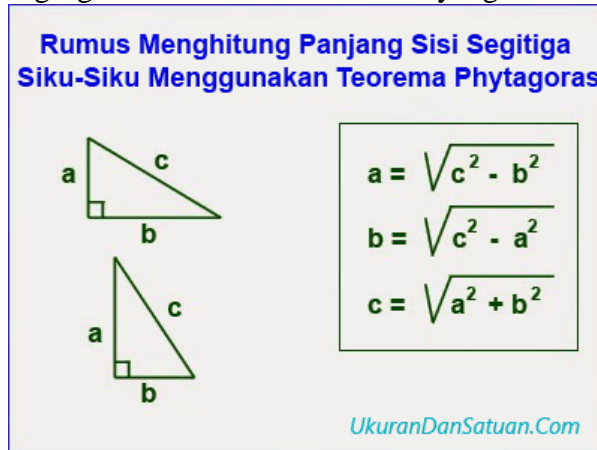 Rumus Menghitung Panjang Sisi Segitiga
Siku-Siku Menggunakan Teorema Phytagoras
a
c
b
a
c
b
a = √c² - b²
b = √c² - a²
c = √a² + b²
UkuranDanSatuan.Com